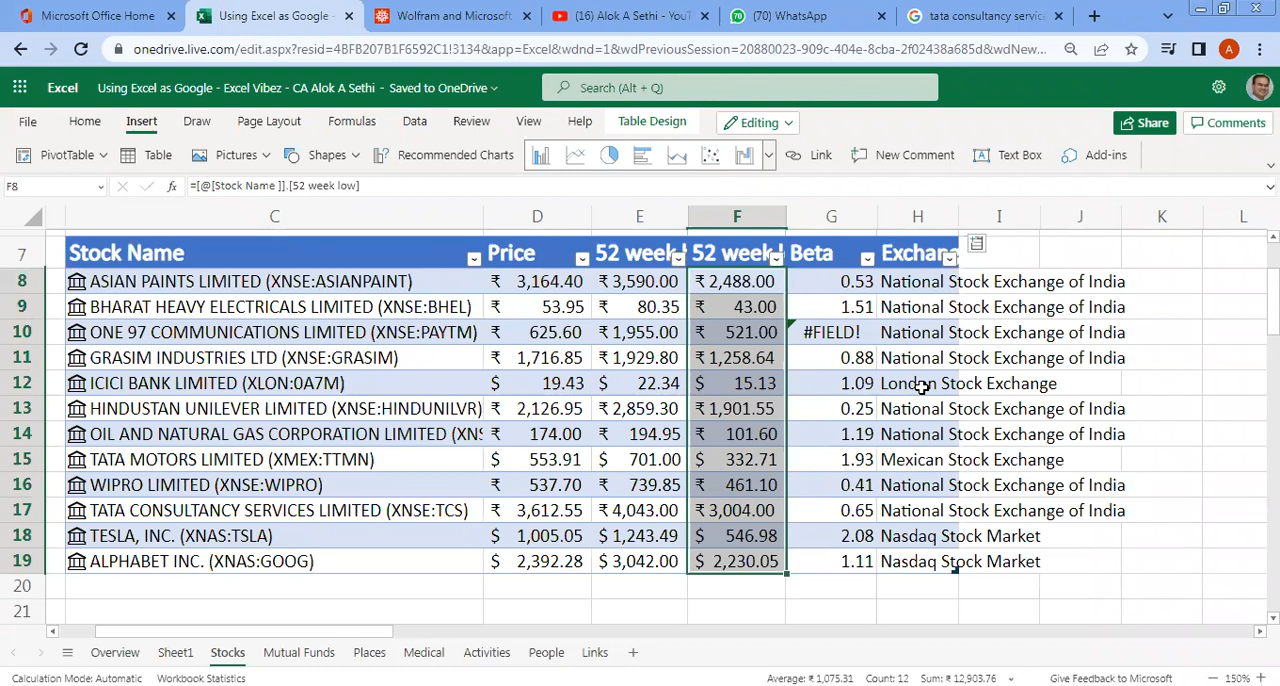 Microsoft Office Home
Using Excel as Google -
Wolfram and Microsoft
(16) Alok A Sethi - YouT
(70) WhatsApp
tata consultancy servic
onedrive.live.com/edit.aspx?resid=4BFB207B1F6592C1!3134&app=Excel&wdnd=1&wdPreviousSession=20880023-909c-404e-8cba-2f02438a685d&wdNew...
A
Excel Using Excel as Google - Excel Vibez - CA Alok A Sethi - Saved to OneDrive
Search (Alt + Q)
File Home Insert Draw Page Layout Formulas Data Review View Help Table Design Editing Share Comments
PivotTable Table Pictures Shapes Recommended Charts Link New Comment Text Box Add-ins
F8 fx =[@[Stock Name ]].[52 week low]
C D E F G H I J K L
7 Stock Name Price 52 week 52 week Beta Exchan
8 ASIAN PAINTS LIMITED (XNSE:ASIANPAINT) ₹ 3,164.40 ₹ 3,590.00 ₹ 2,488.00 0.53 National Stock Exchange of India
9 BHARAT HEAVY ELECTRICALS LIMITED (XNSE:BHEL) ₹ 53.95 ₹ 80.35 ₹ 43.00 1.51 National Stock Exchange of India
10 ONE 97 COMMUNICATIONS LIMITED (XNSE:PAYTM) ₹ 625.60 ₹ 1,955.00 ₹ 521.00 #FIELD! National Stock Exchange of India
11 GRASIM INDUSTRIES LTD (XNSE:GRASIM) ₹ 1,716.85 ₹ 1,929.80 ₹ 1,258.64 0.88 National Stock Exchange of India
12 ICICI BANK LIMITED (XLON:0A7M) $ 19.43 $ 22.34 $ 15.13 1.09 London Stock Exchange
13 HINDUSTAN UNILEVER LIMITED (XNSE:HINDUNILVR) ₹ 2,126.95 ₹ 2,859.30 ₹ 1,901.55 0.25 National Stock Exchange of India
14 OIL AND NATURAL GAS CORPORATION LIMITED (XNS ₹ 174.00 ₹ 194.95 ₹ 101.60 1.19 National Stock Exchange of India
15 TATA MOTORS LIMITED (XMEX:TTMN) $ 553.91 $ 701.00 $ 332.71 1.93 Mexican Stock Exchange
16 WIPRO LIMITED (XNSE:WIPRO) ₹ 537.70 ₹ 739.85 ₹ 461.10 0.41 National Stock Exchange of India
17 TATA CONSULTANCY SERVICES LIMITED (XNSE:TCS) ₹ 3,612.55 ₹ 4,043.00 ₹ 3,004.00 0.65 National Stock Exchange of India
18 TESLA, INC. (XNAS:TSLA) $ 1,005.05 $ 1,243.49 $ 546.98 2.08 Nasdaq Stock Market
19 ALPHABET INC. (XNAS:GOOG) $ 2,392.28 $ 3,042.00 $ 2,230.05 1.11 Nasdaq Stock Market
20
21
Overview Sheet1 Stocks Mutual Funds Places Medical Activities People Links
Calculation Mode: Automatic Workbook Statistics Average: ₹ 1,075.31 Count: 12 Sum: ₹ 12,903.76 Give Feedback to Microsoft 150%